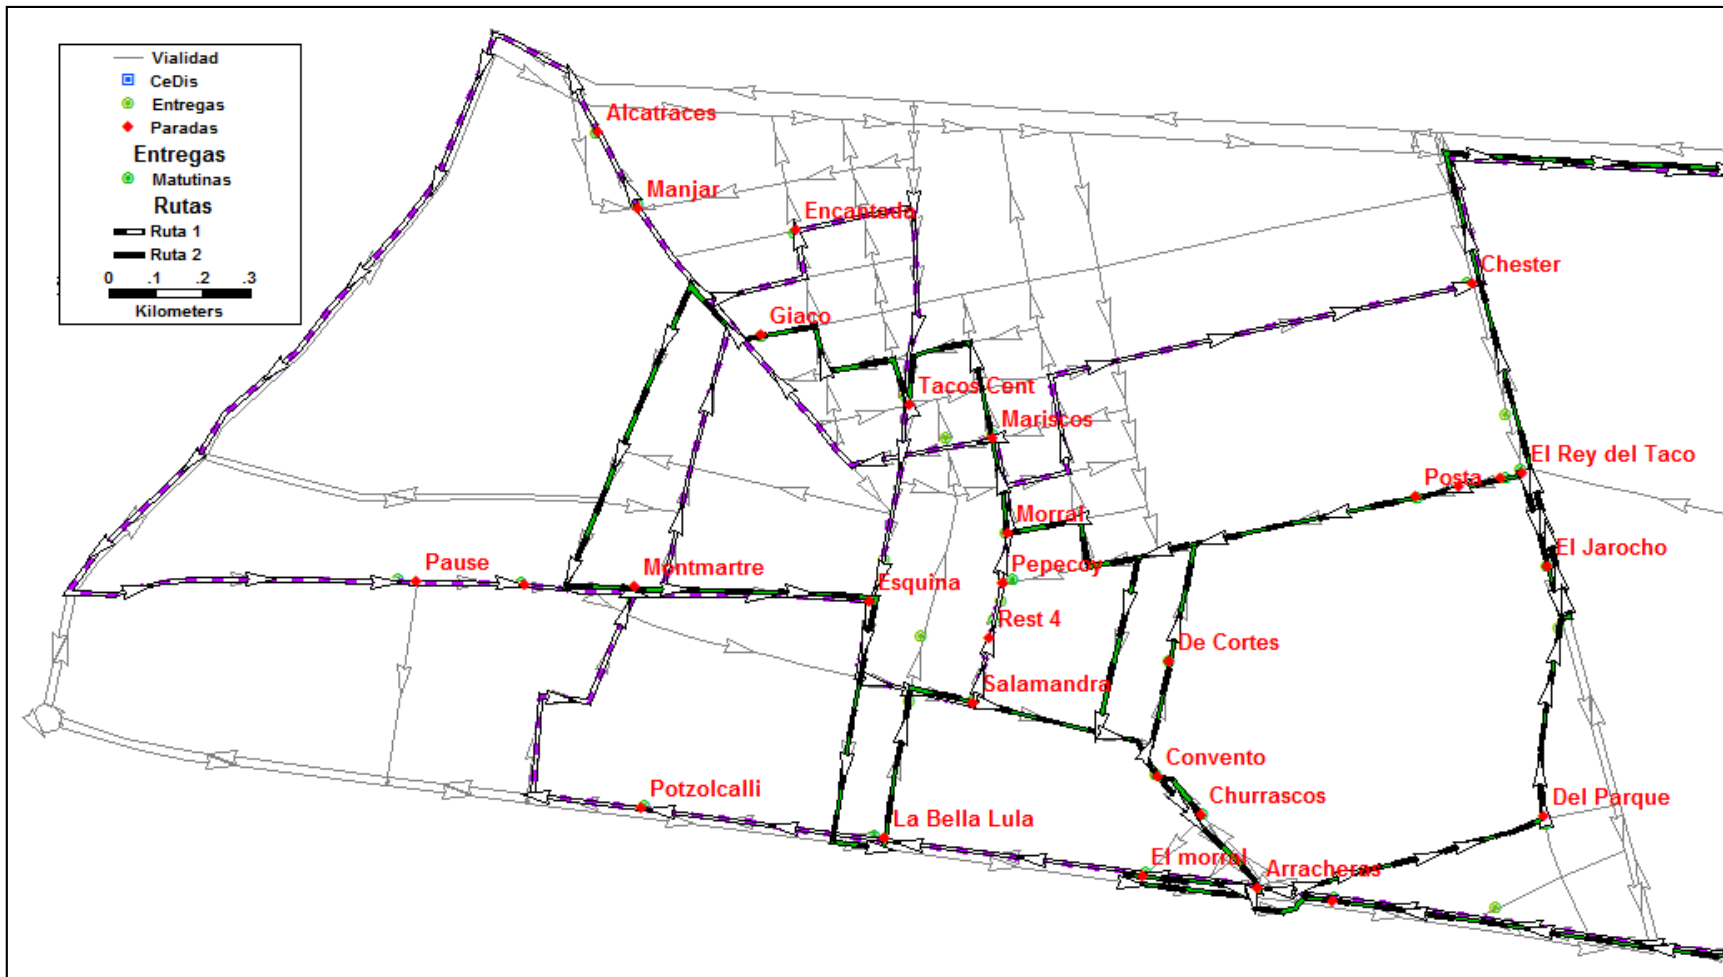 Vialidad
CeDis
Entregas
Paradas
Entregas
Matutinas
Rutas
Ruta 1
Ruta 2
0 .1 .2 .3
Kilometers
Alcatraces
Manjar
Encantada
Chester
Giaco
Tacos Cont
Mariscos
El Rey del Taco
Posta
Morral
El Jarocho
Pause
Montmartre
Esquina
Pepecoy
Rest 4
De Cortes
Salamandra
Convento
Potzolcalli
Churrascos
Del Parque
La Bella Lula
El morral
Arracheras